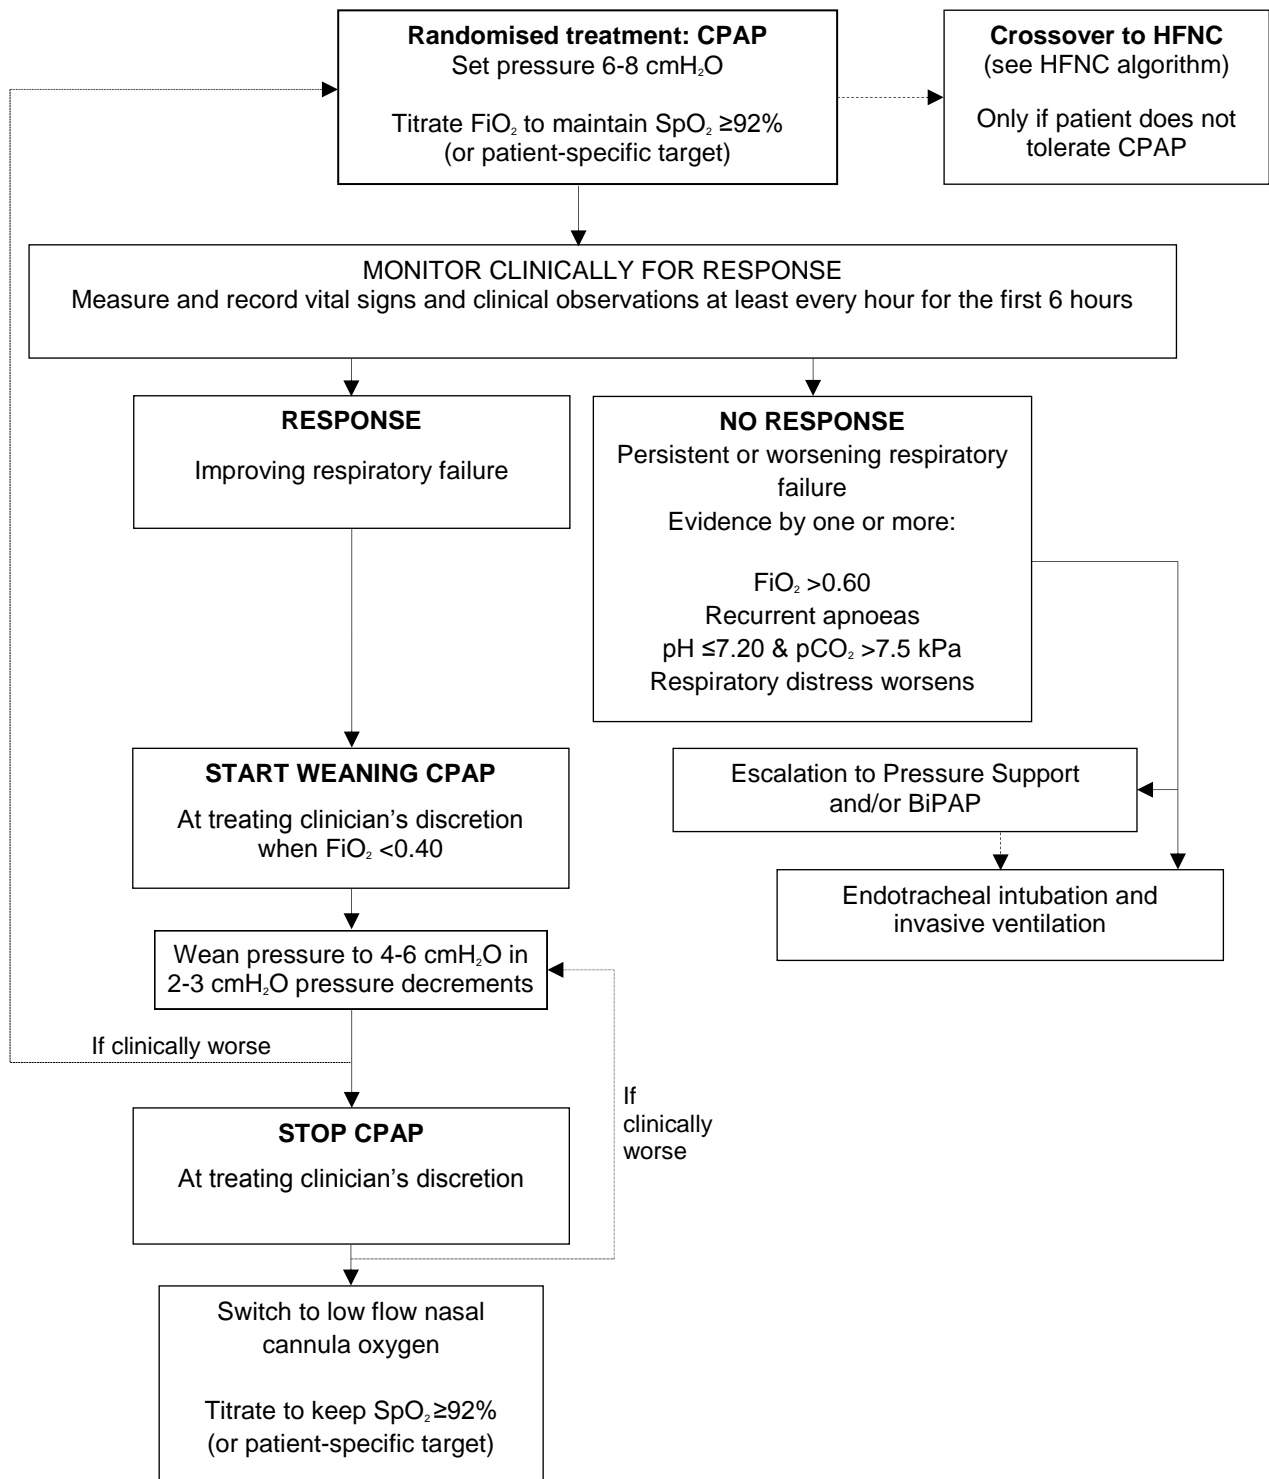 Randomised treatment: CPAP
Set pressure 6-8 cmH₂O
Titrate FiO₂ to maintain SpO₂ ≥92%
(or patient-specific target)
Crossover to HFNC
(see HFNC algorithm)
Only if patient does not
tolerate CPAP
MONITOR CLINICALLY FOR RESPONSE
Measure and record vital signs and clinical observations at least every hour for the first 6 hours
RESPONSE
Improving respiratory failure
NO RESPONSE
Persistent or worsening respiratory
failure
Evidence by one or more:
FiO₂ >0.60
Recurrent apnoeas
pH ≤7.20 & pCO₂ >7.5 kPa
Respiratory distress worsens
START WEANING CPAP
At treating clinician’s discretion
when FiO₂ <0.40
Escalation to Pressure Support
and/or BiPAP
Endotracheal intubation and
invasive ventilation
Wean pressure to 4-6 cmH₂O in
2-3 cmH₂O pressure decrements
If clinically worse
If
clinically
worse
STOP CPAP
At treating clinician’s discretion
Switch to low flow nasal
cannula oxygen
Titrate to keep SpO₂ ≥92%
(or patient-specific target)